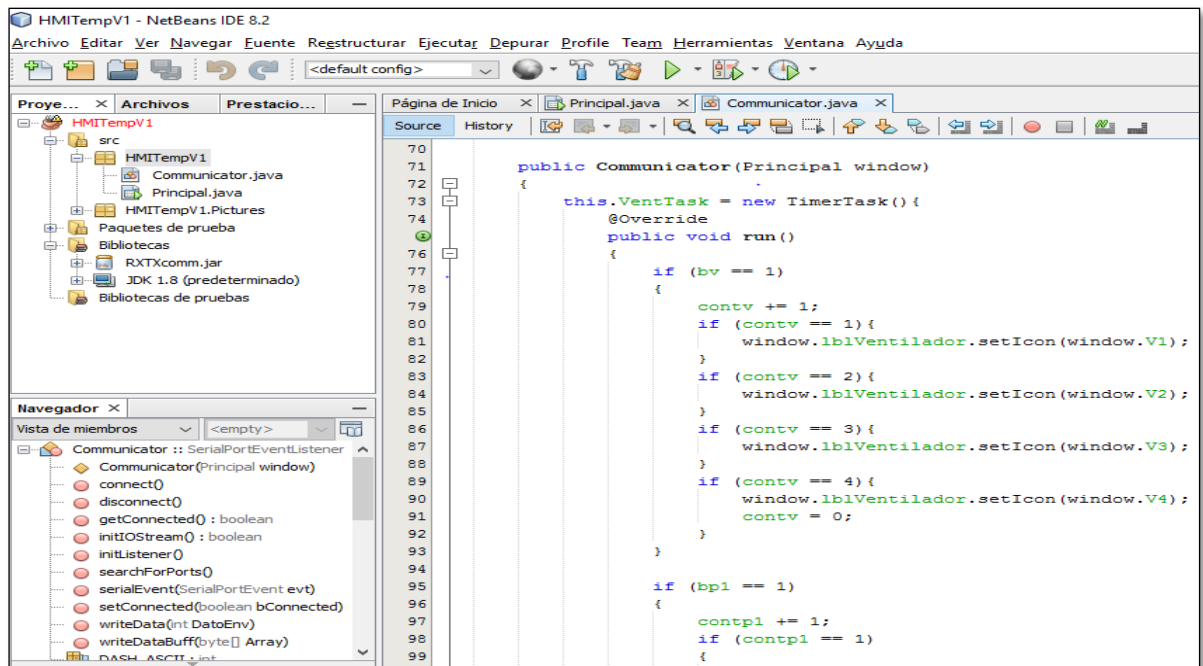 HMITempV1 - NetBeans IDE 8.2
Archivo Editar Ver Navegar Fuente Reestructurar Ejecutar Depurar Profile Team Herramientas Ventana Ayuda
<default config>
Proye... × Archivos Prestacio... —
HMITempV1
src
HMITempV1
Communicator.java
Principal.java
HMITempV1.Pictures
Paquetes de prueba
Bibliotecas
RXTXcomm.jar
JDK 1.8 (predeterminado)
Bibliotecas de pruebas
Navegador ×
Vista de miembros <empty>
Communicator :: SerialPortEventListener
Communicator(Principal window)
connect()
disconnect()
getConnected() : boolean
initIOStream() : boolean
initListener()
searchForPorts()
serialEvent(SerialPortEvent evt)
setConnected(boolean bConnected)
writeData(int DatoEnv)
writeDataBuff(byte[] Array)
DASH_ASCII : int
Página de Inicio × Principal.java × Communicator.java ×
Source History
70
71 public Communicator(Principal window)
72 {
73 this.VentTask = new TimerTask(){
74 @Override
public void run()
76 {
77 if (bv == 1)
78 {
79 contv += 1;
80 if (contv == 1){
81 window.lblVentilador.setIcon(window.V1);
82 }
83 if (contv == 2){
84 window.lblVentilador.setIcon(window.V2);
85 }
86 if (contv == 3){
87 window.lblVentilador.setIcon(window.V3);
88 }
89 if (contv == 4){
90 window.lblVentilador.setIcon(window.V4);
91 contv = 0;
92 }
93 }
94
95 if (bp1 == 1)
96 {
97 contp1 += 1;
98 if (contp1 == 1)
99 {